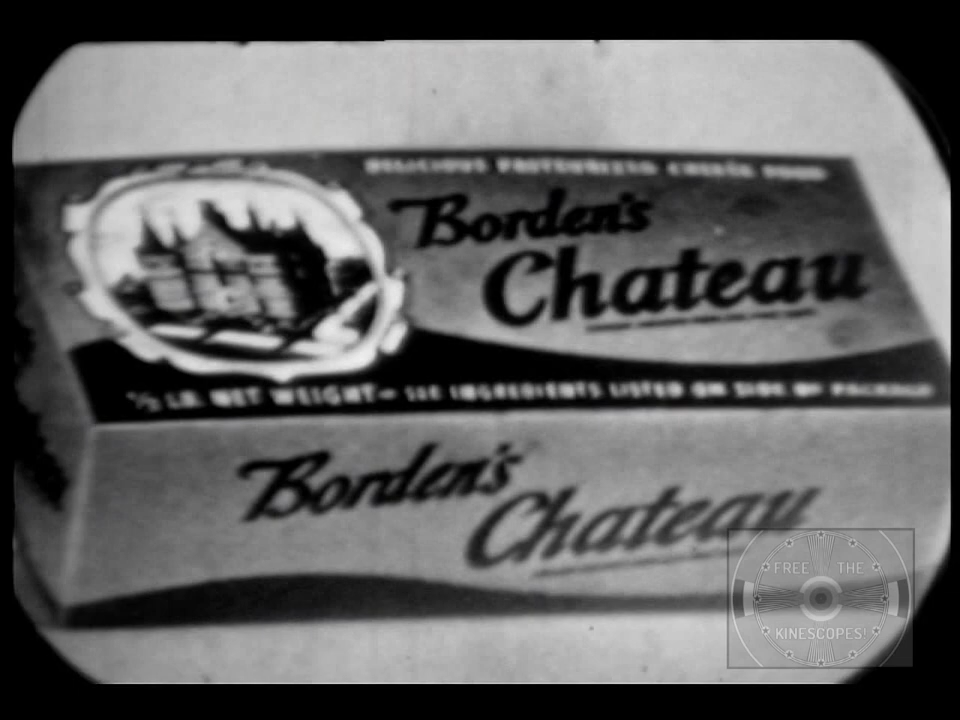 DELICIOUS PASTEURIZED CHEESE FOOD
Borden's
Chateau
½ LB. NET WEIGHT— SEE INGREDIENTS LISTED ON SIDE OF PACKAGE
Borden's
Chateau
FREE THE
KINESCOPES!